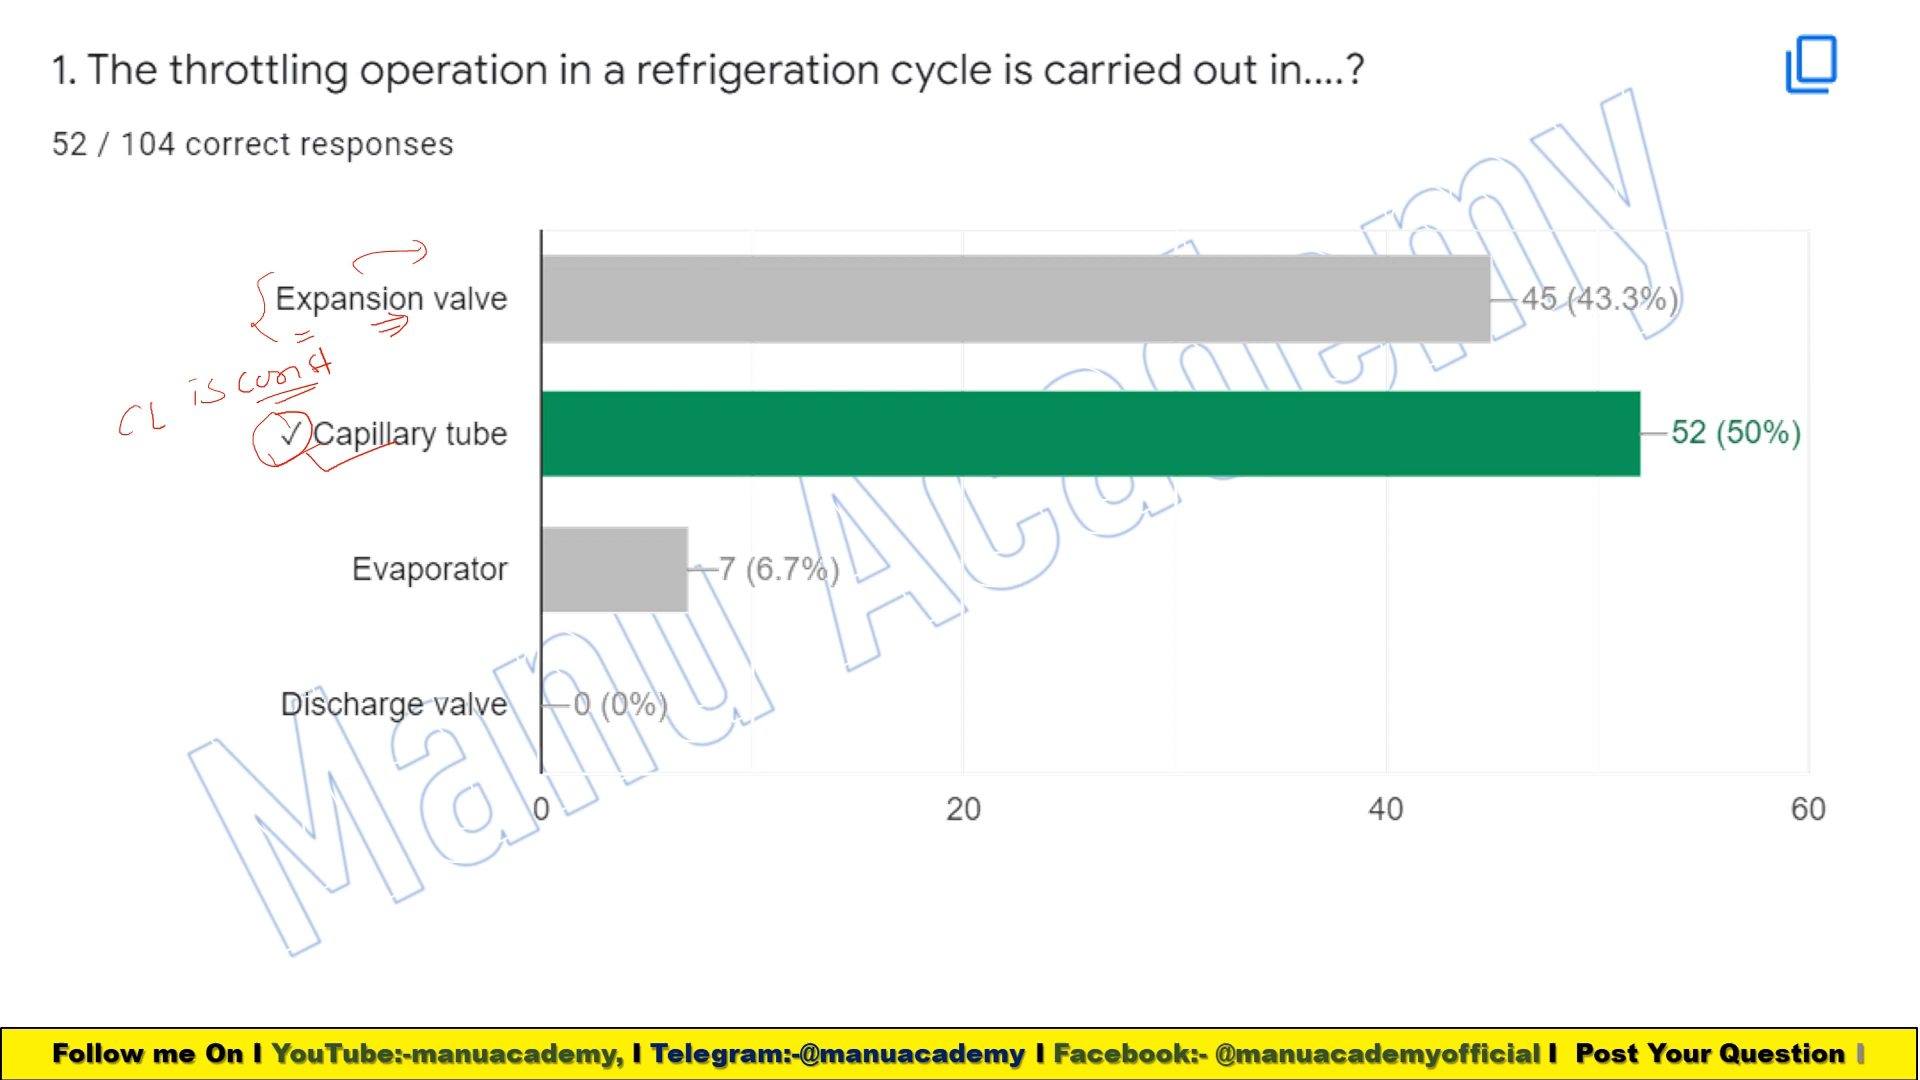 1. The throttling operation in a refrigeration cycle is carried out in....?
52 / 104 correct responses
Expansion valve
45 (43.3%)
CL is const
Capillary tube
52 (50%)
Evaporator
7 (6.7%)
Discharge valve
0 (0%)
0 20 40 60
Manu Academy
Follow me On I YouTube:-manuacademy, I Telegram:-@manuacademy I Facebook:- @manuacademyofficial I Post Your Question I